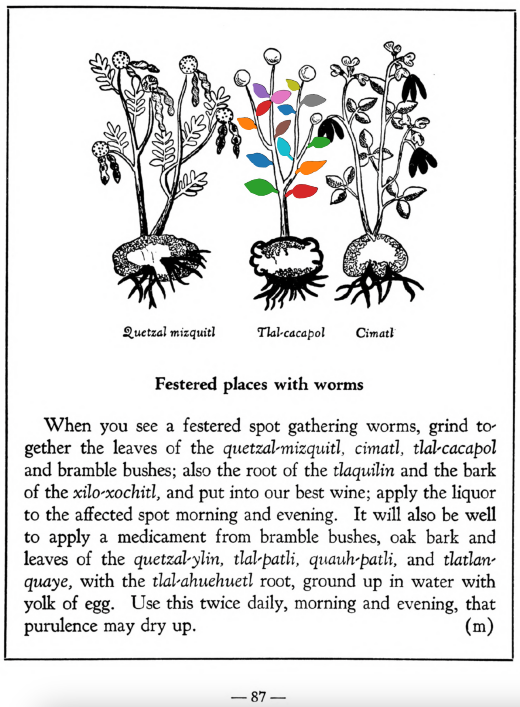 Quetzal mizquitl Tlal-cacapol Cimatl
Festered places with worms
When you see a festered spot gathering worms, grind to-
gether the leaves of the quetzal-mizquitl, cimatl, tlal-cacapol
and bramble bushes; also the root of the tlaquilin and the bark
of the xilo-xochitl, and put into our best wine; apply the liquor
to the affected spot morning and evening. It will also be well
to apply a medicament from bramble bushes, oak bark and
leaves of the quetzal-ylin, tlal-patli, quauh-patli, and tlatlan-
quaye, with the tlal-ahuehuetl root, ground up in water with
yolk of egg. Use this twice daily, morning and evening, that
purulence may dry up. (m)
— 87 —